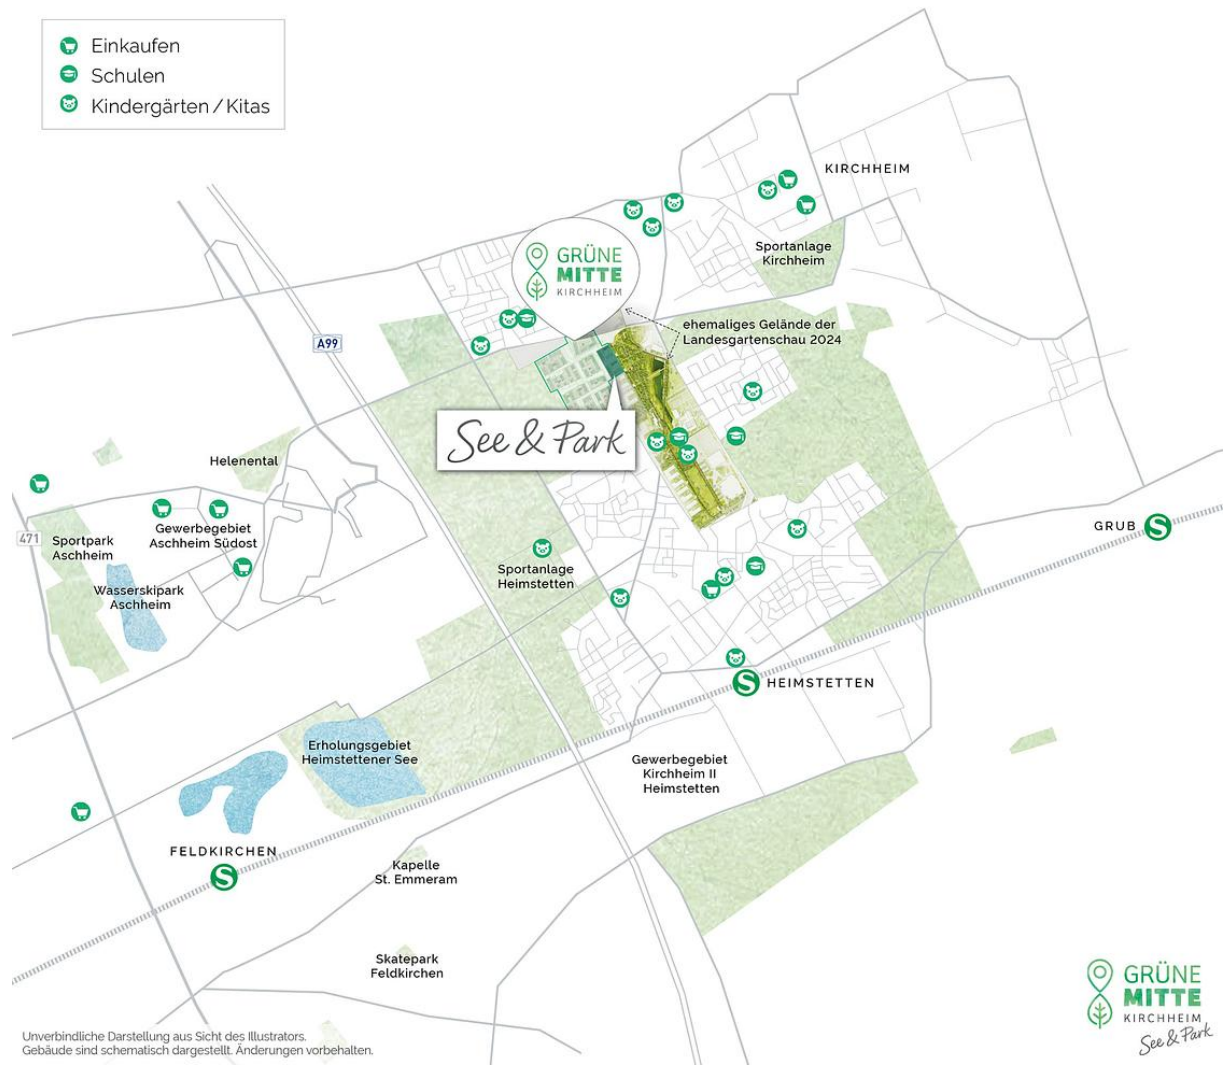 Einkaufen
Schulen
Kindergärten / Kitas
KIRCHHEIM
Sportanlage
Kirchheim
GRÜNE
MITTE
KIRCHHEIM
ehemaliges Gelände der
Landesgartenschau 2024
A99
See & Park
Helenental
471
Sportpark
Aschheim
Gewerbegebiet
Aschheim Südost
Wasserskipark
Aschheim
Sportanlage
Heimstetten
GRUB
S
S
HEIMSTETTEN
Erholungsgebiet
Heimstettener See
Gewerbegebiet
Kirchheim II
Heimstetten
FELDKIRCHEN
S
Kapelle
St. Emmeram
Skatepark
Feldkirchen
GRÜNE
MITTE
KIRCHHEIM
See & Park
Unverbindliche Darstellung aus Sicht des Illustrators.
Gebäude sind schematisch dargestellt. Änderungen vorbehalten.